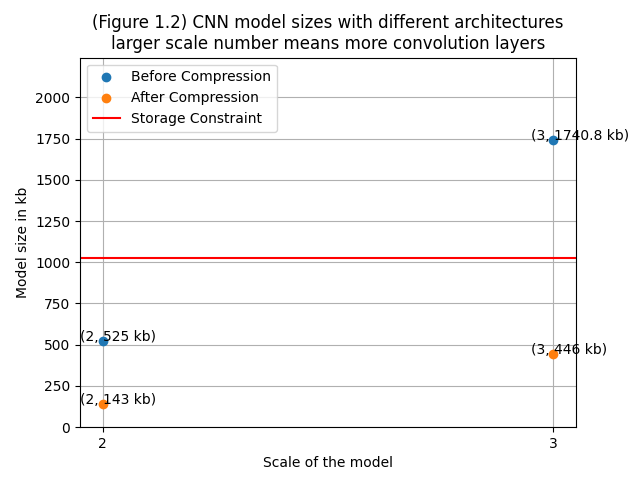 (Figure 1.2) CNN model sizes with different architectures
larger scale number means more convolution layers
Before Compression
After Compression
Storage Constraint
2000
1750
1500
1250
1000
750
500
250
0
Model size in kb
(3, 1740.8 kb)
(2, 525 kb)
(3, 446 kb)
(2, 143 kb)
2
3
Scale of the model